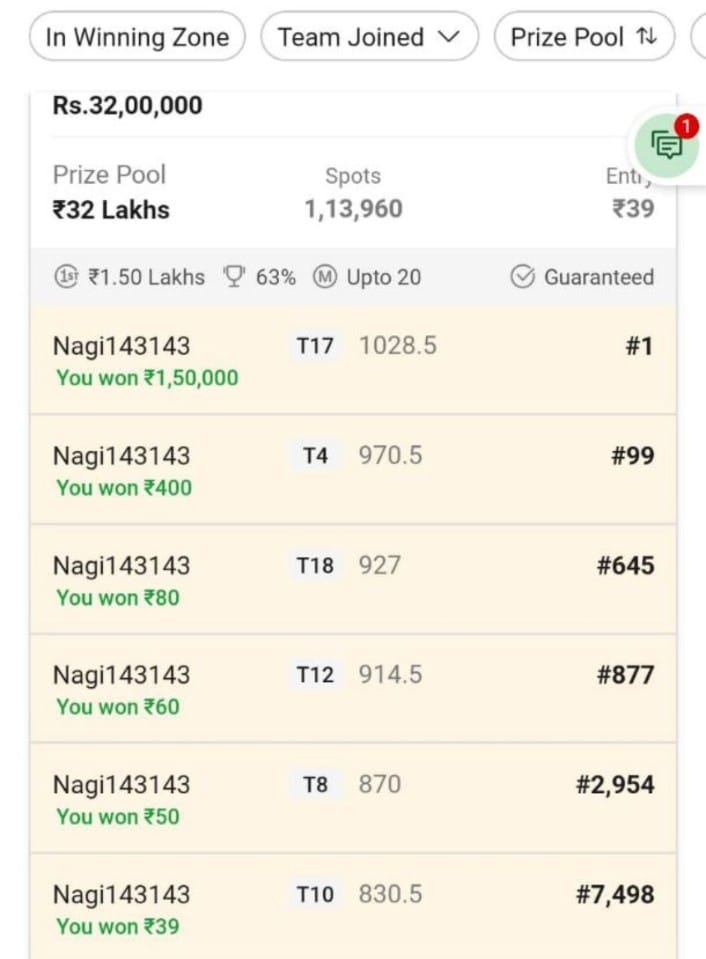 In Winning Zone
Team Joined
Prize Pool
Rs.32,00,000
1
Prize Pool Spots Entry
₹32 Lakhs 1,13,960 ₹39
1ST ₹1.50 Lakhs 63% M Upto 20 Guaranteed
Nagi143143 T17 1028.5 #1
You won ₹1,50,000
Nagi143143 T4 970.5 #99
You won ₹400
Nagi143143 T18 927 #645
You won ₹80
Nagi143143 T12 914.5 #877
You won ₹60
Nagi143143 T8 870 #2,954
You won ₹50
Nagi143143 T10 830.5 #7,498
You won ₹39